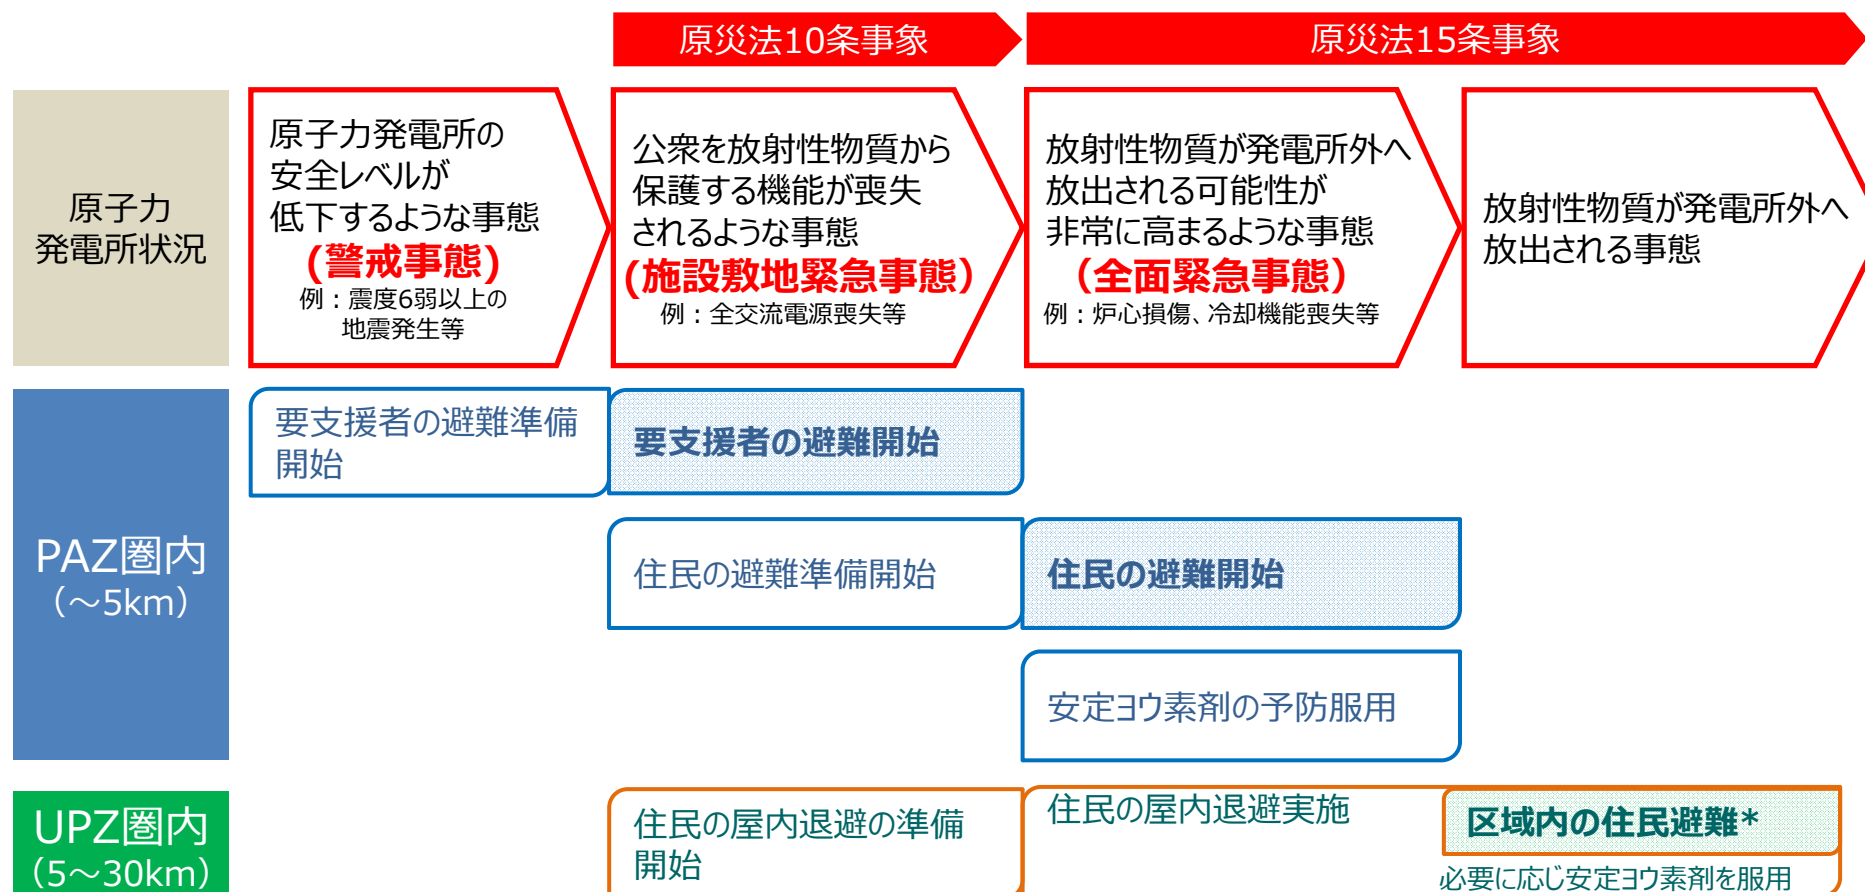 原災法10条事象
原災法15条事象
原子力
発電所状況
原子力発電所の
安全レベルが
低下するような事態
(警戒事態)
例：震度6弱以上の
地震発生等
公衆を放射性物質から
保護する機能が喪失
されるような事態
(施設敷地緊急事態）
例：全交流電源喪失等
放射性物質が発電所外へ
放出される可能性が
非常に高まるような事態
（全面緊急事態）
例：炉心損傷、冷却機能喪失等
放射性物質が発電所外へ
放出される事態
PAZ圏内
（～5km）
要支援者の避難準備
開始
要支援者の避難開始
住民の避難準備開始
住民の避難開始
安定ヨウ素剤の予防服用
UPZ圏内
（5～30km）
住民の屋内退避の準備
開始
住民の屋内退避実施
区域内の住民避難*
必要に応じ安定ヨウ素剤を服用